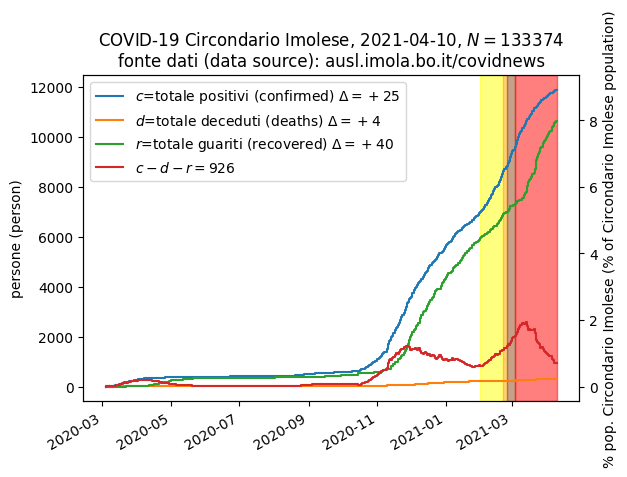 COVID-19 Circondario Imolese, 2021-04-10, N = 133374
fonte dati (data source): ausl.imola.bo.it/covidnews
c=totale positivi (confirmed) Δ = +25
d=totale deceduti (deaths) Δ = +4
r=totale guariti (recovered) Δ = +40
c − d − r = 926
persone (person)
12000
10000
8000
6000
4000
2000
0
8
6
4
2
0
% pop. Circondario Imolese (% of Circondario Imolese population)
2020-03
2020-05
2020-07
2020-09
2020-11
2021-01
2021-03